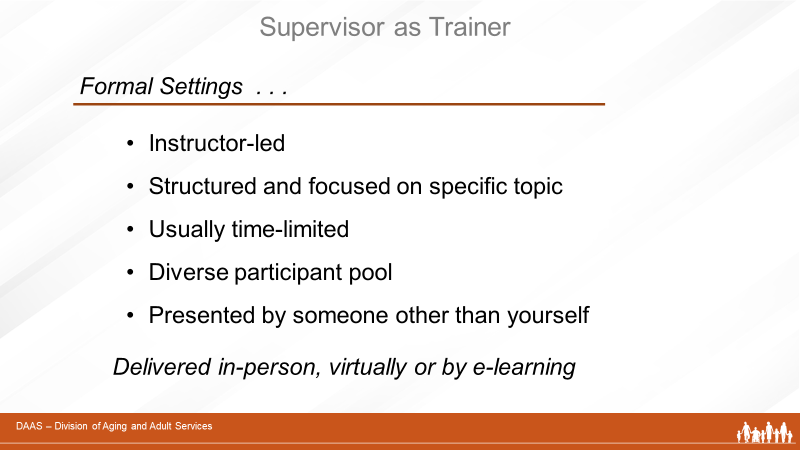 Supervisor as Trainer
Formal Settings . . .
• Instructor-led
• Structured and focused on specific topic
• Usually time-limited
• Diverse participant pool
• Presented by someone other than yourself
Delivered in-person, virtually or by e-learning
DAAS – Division of Aging and Adult Services